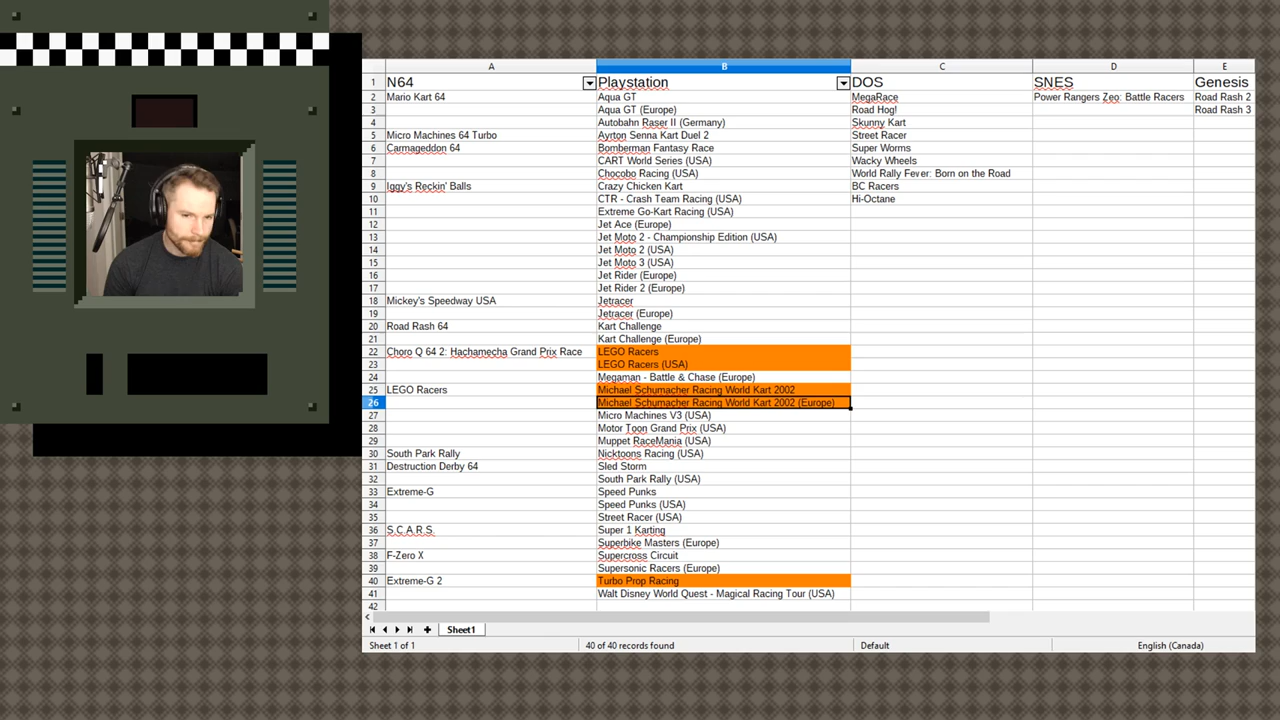 A B C D E
1 N64 Playstation DOS SNES Genesis
2 Mario Kart 64 Aqua GT MegaRace Power Rangers Zeo: Battle Racers Road Rash 2
3 Aqua GT (Europe) Road Hog! Road Rash 3
4 Autobahn Raser II (Germany) Skunny Kart
5 Micro Machines 64 Turbo Ayrton Senna Kart Duel 2 Street Racer
6 Carmageddon 64 Bomberman Fantasy Race Super Worms
7 CART World Series (USA) Wacky Wheels
8 Chocobo Racing (USA) World Rally Fever: Born on the Road
9 Iggy's Reckin' Balls Crazy Chicken Kart BC Racers
10 CTR - Crash Team Racing (USA) Hi-Octane
11 Extreme Go-Kart Racing (USA)
12 Jet Ace (Europe)
13 Jet Moto 2 - Championship Edition (USA)
14 Jet Moto 2 (USA)
15 Jet Moto 3 (USA)
16 Jet Rider (Europe)
17 Jet Rider 2 (Europe)
18 Mickey's Speedway USA Jetracer
19 Jetracer (Europe)
20 Road Rash 64 Kart Challenge
21 Kart Challenge (Europe)
22 Choro Q 64 2: Hachamecha Grand Prix Race LEGO Racers
23 LEGO Racers (USA)
24 Megaman - Battle & Chase (Europe)
25 LEGO Racers Michael Schumacher Racing World Kart 2002
26 Michael Schumacher Racing World Kart 2002 (Europe)
27 Micro Machines V3 (USA)
28 Motor Toon Grand Prix (USA)
29 Muppet RaceMania (USA)
30 South Park Rally Nicktoons Racing (USA)
31 Destruction Derby 64 Sled Storm
32 South Park Rally (USA)
33 Extreme-G Speed Punks
34 Speed Punks (USA)
35 Street Racer (USA)
36 S.C.A.R.S. Super 1 Karting
37 Superbike Masters (Europe)
38 F-Zero X Supercross Circuit
39 Supersonic Racers (Europe)
40 Extreme-G 2 Turbo Prop Racing
41 Walt Disney World Quest - Magical Racing Tour (USA)
42
Sheet1
Sheet 1 of 1 40 of 40 records found Default English (Canada)